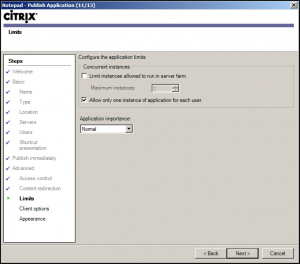 Notepad - Publish Application [11/13]
CITRIX
Limits
Steps
Welcome
Basic
Name
Type
Location
Servers
Users
Shortcut
presentation
Publish immediately
Advanced
Access control
Content redirection
Limits
Client options
Appearance
Configure the application limits
Concurrent instances
Limit instances allowed to run in server farm
Maximum instances:
Allow only one instance of application for each user
Application importance:
Normal
< Back
Next >
Cancel